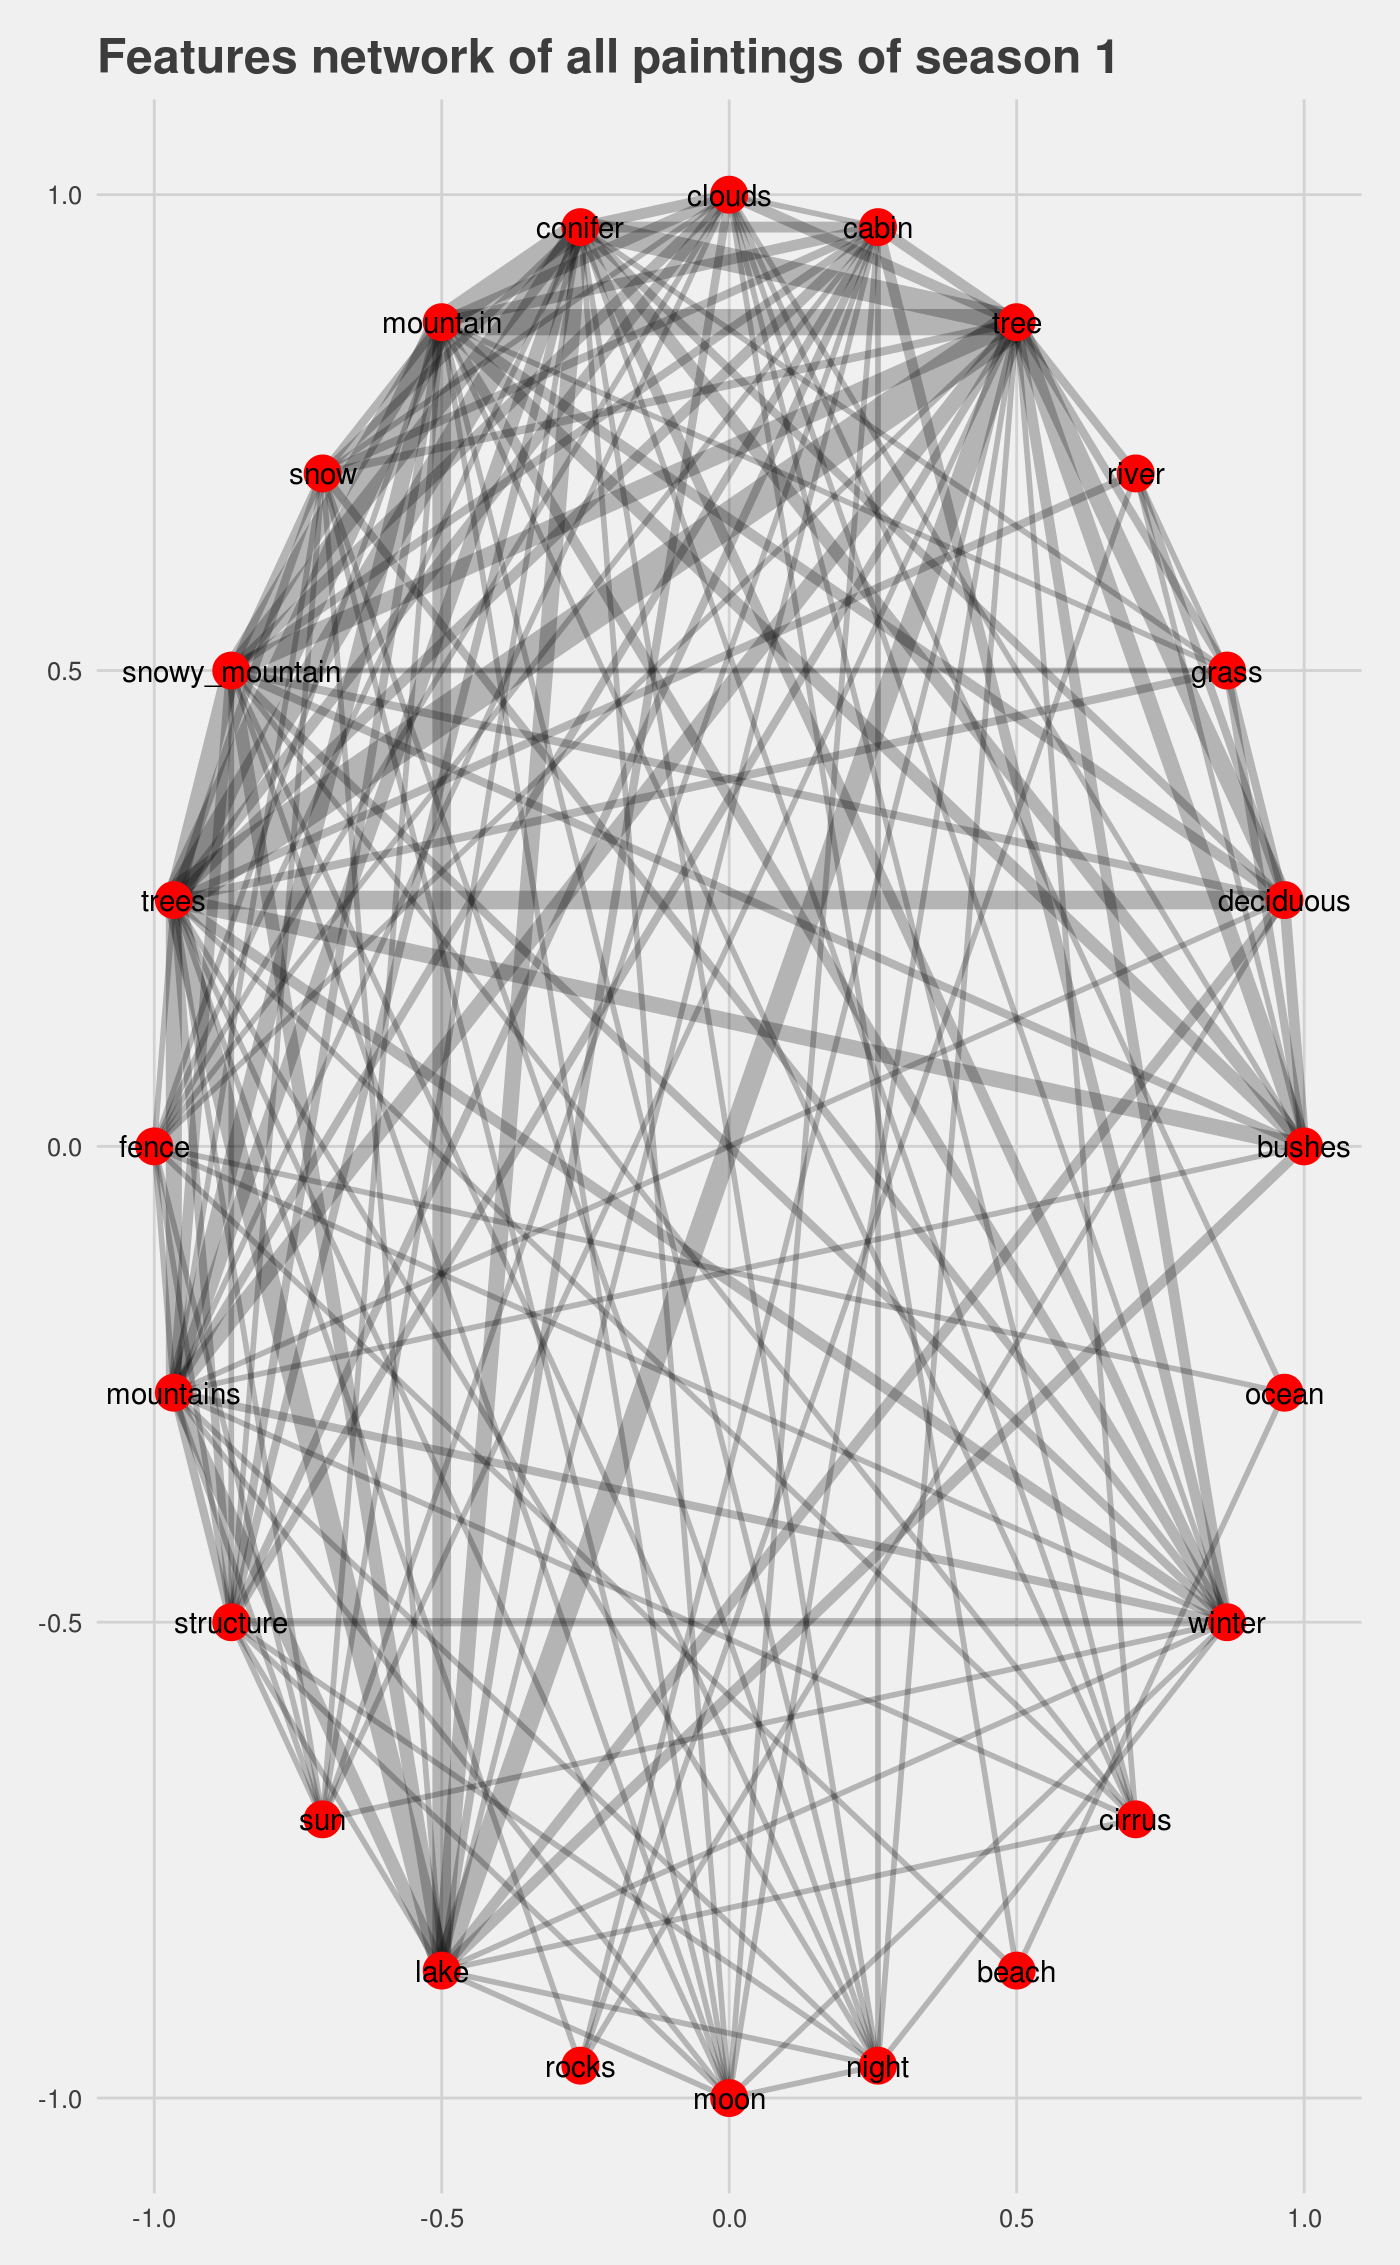 Features network of all paintings of season 1
1.0
clouds
conifer
cabin
mountain
tree
snow
river
0.5
snowy_mountain
grass
trees
deciduous
0.0
fence
bushes
mountains
ocean
-0.5
structure
winter
sun
cirrus
lake
beach
rocks
night
-1.0
moon
-1.0 -0.5 0.0 0.5 1.0